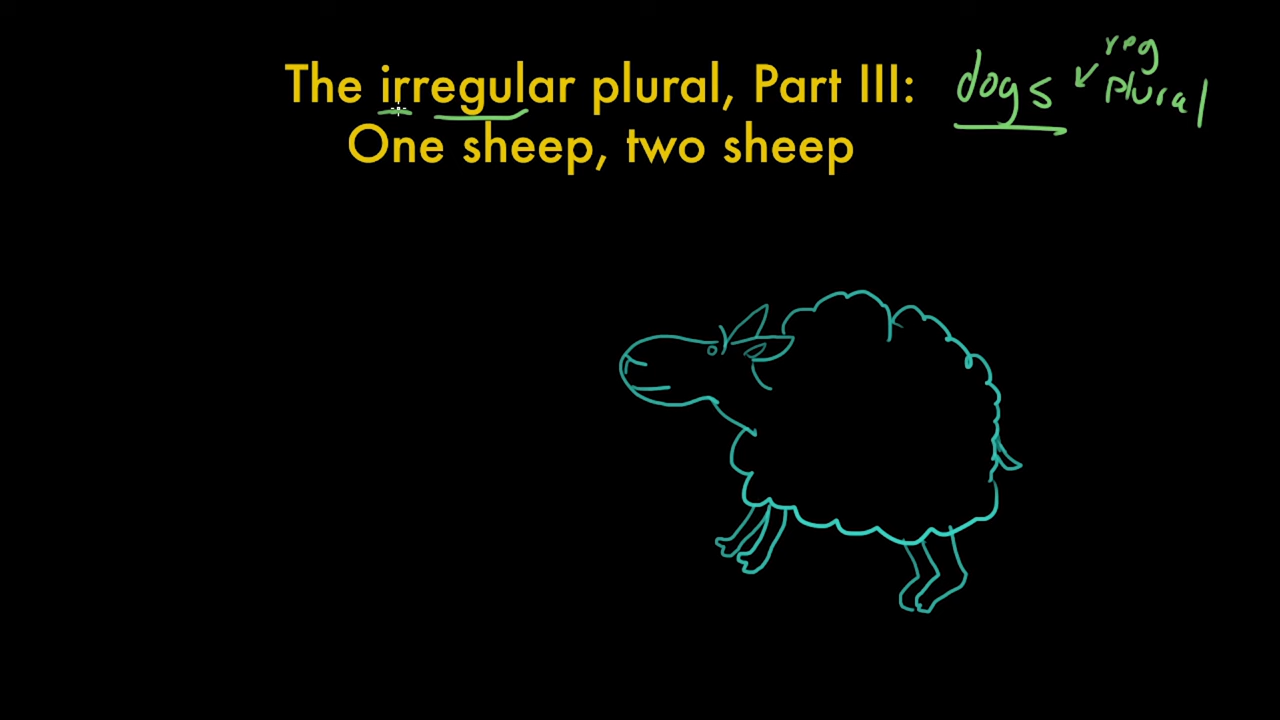 The irregular plural, Part III:
One sheep, two sheep
dogs
reg
plural